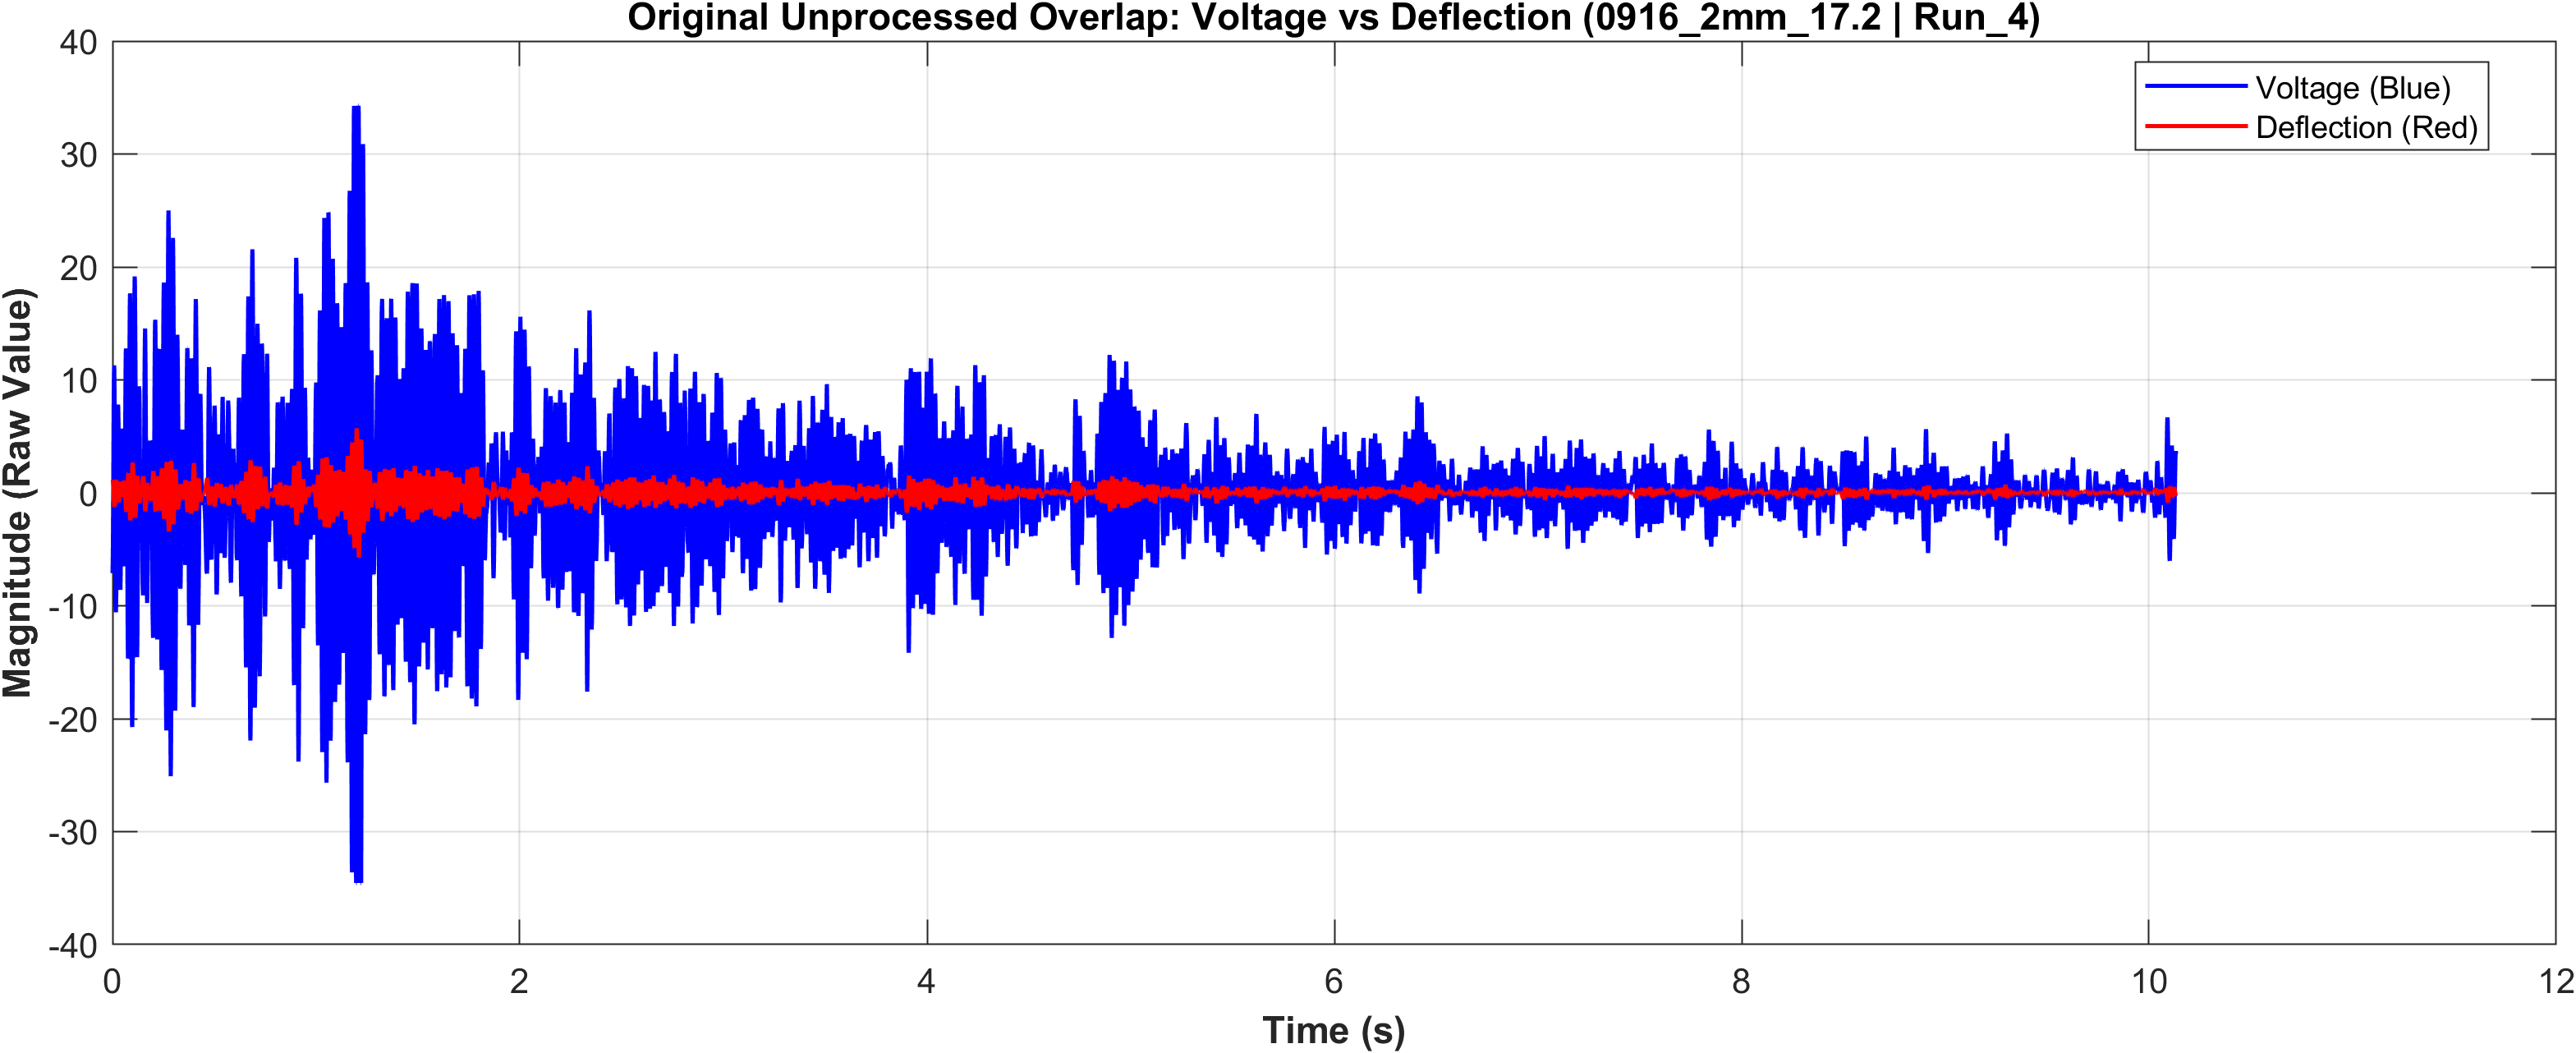 Original Unprocessed Overlap: Voltage vs Deflection (0916_2mm_17.2 | Run_4)
Voltage (Blue)
Deflection (Red)
Magnitude (Raw Value)
40
30
20
10
0
-10
-20
-30
-40
0 2 4 6 8 10 12
Time (s)